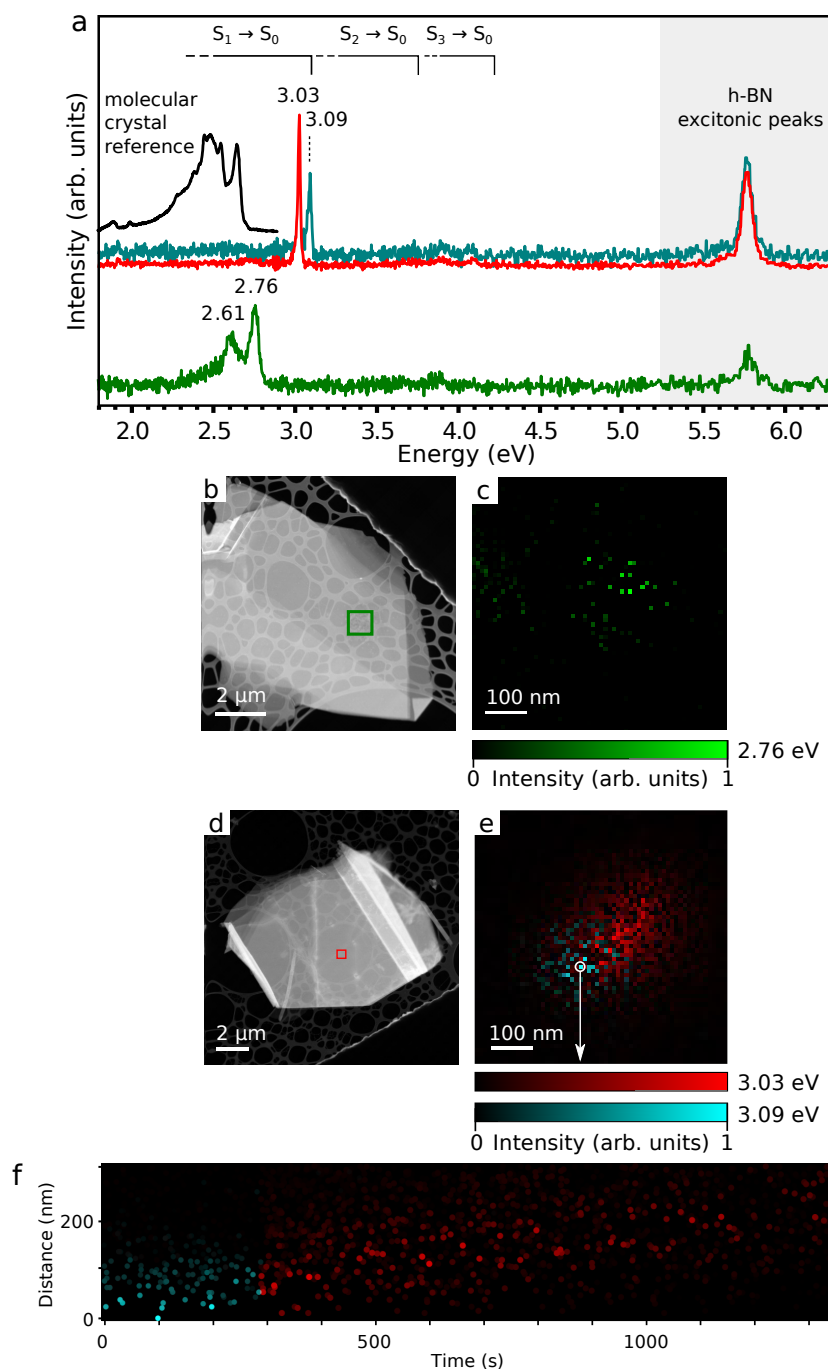 a
S₁ → S₀
S₂ → S₀
S₃ → S₀
molecular
crystal
reference
3.03
3.09
h-BN
excitonic peaks
Intensity (arb. units)
2.76
2.61
2.0 2.5 3.0 3.5 4.0 4.5 5.0 5.5 6.0
Energy (eV)
b
2 μm
c
100 nm
2.76 eV
0 Intensity (arb. units) 1
d
2 μm
e
100 nm
3.03 eV
3.09 eV
0 Intensity (arb. units) 1
f
Distance (nm)
200
0
0 500 1000
Time (s)